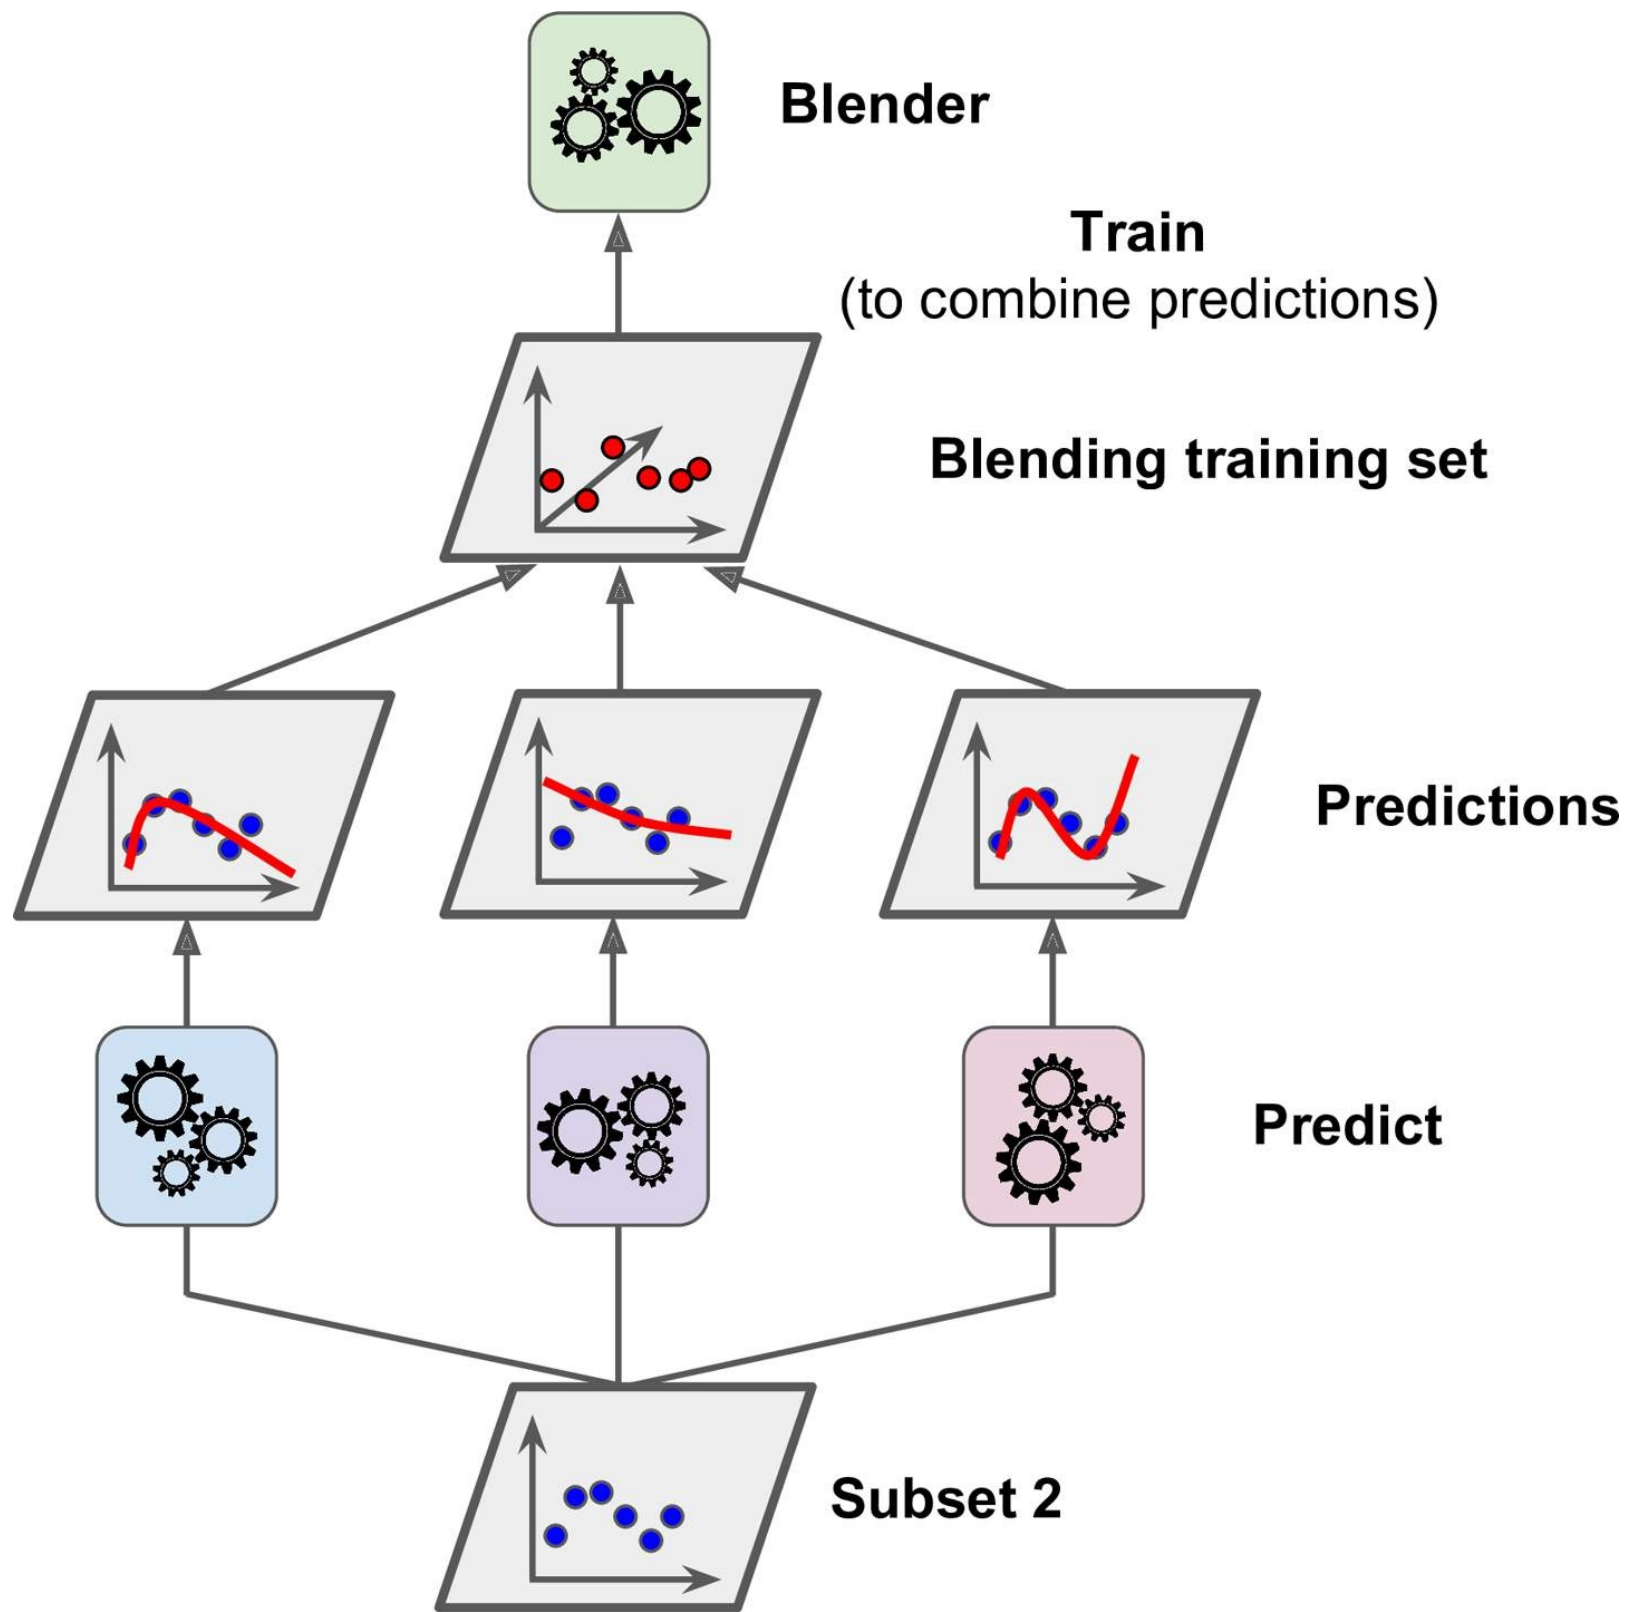 Blender
Train
(to combine predictions)
Blending training set
Predictions
Predict
Subset 2